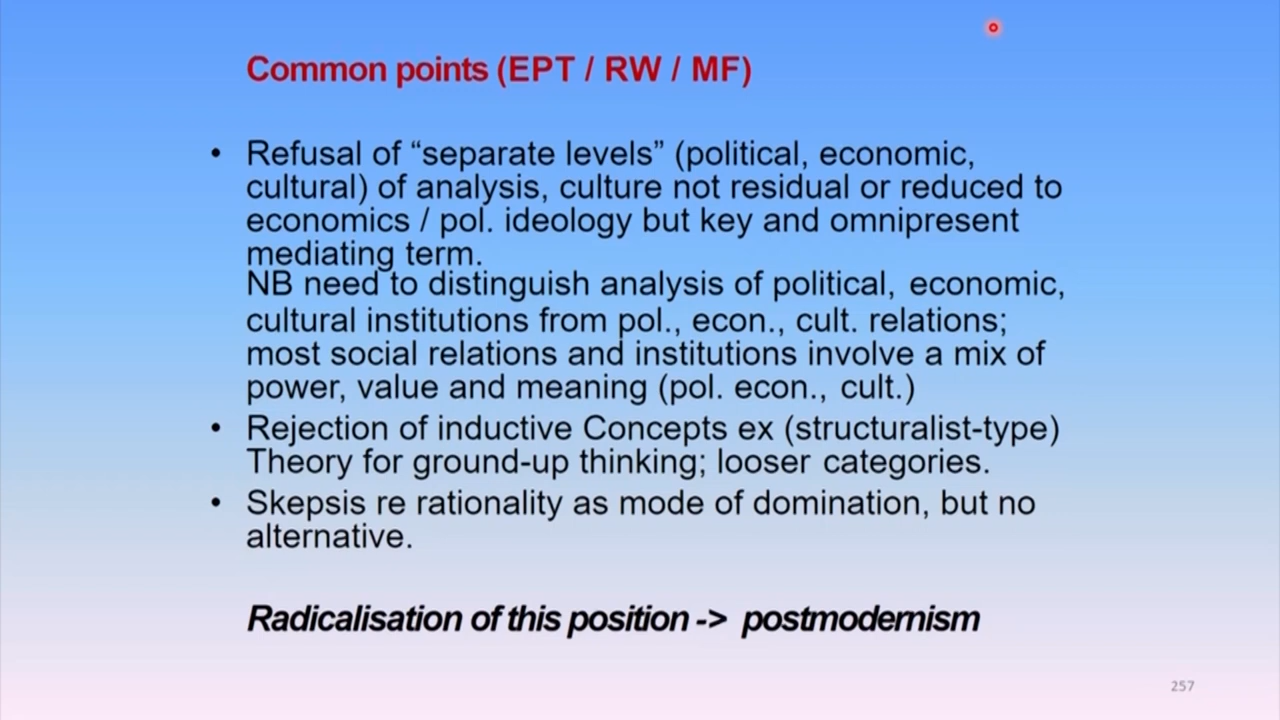 Common points (EPT / RW / MF)
• Refusal of “separate levels” (political, economic,
cultural) of analysis, culture not residual or reduced to
economics / pol. ideology but key and omnipresent
mediating term.
NB need to distinguish analysis of political, economic,
cultural institutions from pol., econ., cult. relations;
most social relations and institutions involve a mix of
power, value and meaning (pol. econ., cult.)
• Rejection of inductive Concepts ex (structuralist-type)
Theory for ground-up thinking; looser categories.
• Skepsis re rationality as mode of domination, but no
alternative.
Radicalisation of this position -> postmodernism
257